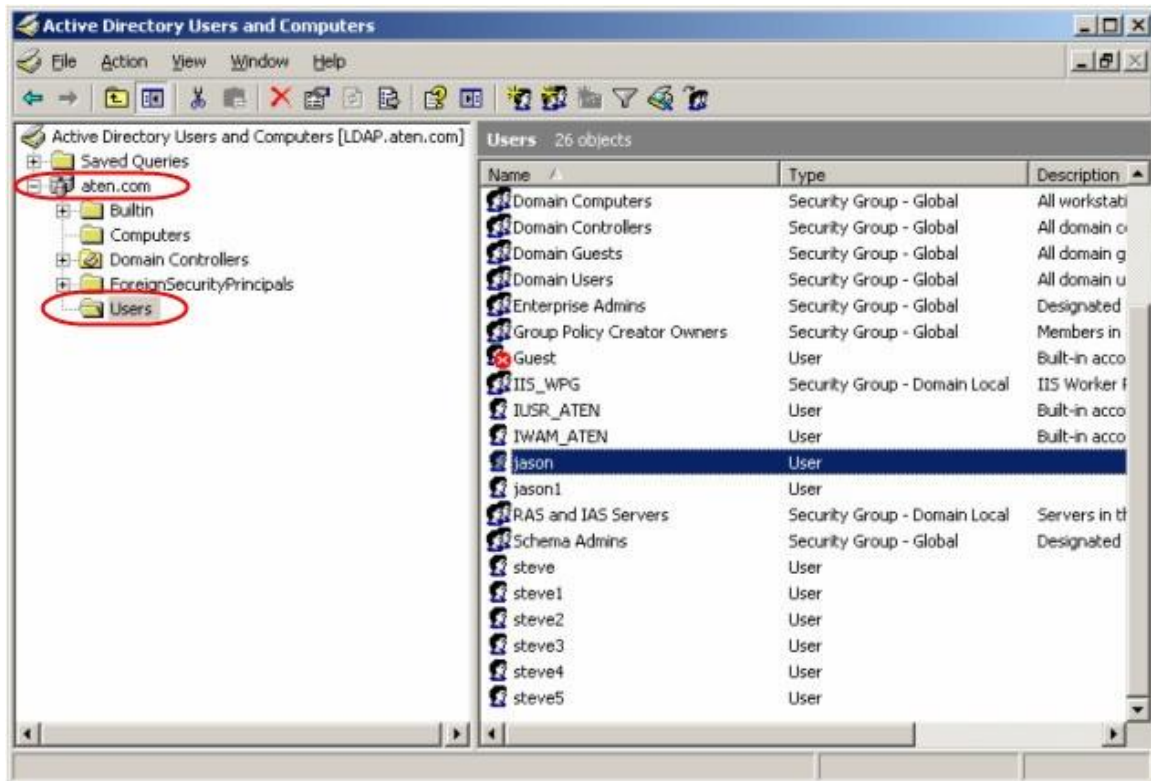 Active Directory Users and Computers
File Action View Window Help
Active Directory Users and Computers [LDAP.aten.com]
Saved Queries
aten.com
Builtin
Computers
Domain Controllers
ForeignSecurityPrincipals
Users
Users 26 objects
Name Type Description
Domain Computers Security Group - Global All workstati
Domain Controllers Security Group - Global All domain c
Domain Guests Security Group - Global All domain g
Domain Users Security Group - Global All domain u
Enterprise Admins Security Group - Global Designated
Group Policy Creator Owners Security Group - Global Members in
Guest User Built-in acco
IIS_WPG Security Group - Domain Local IIS Worker
IUSR_ATEN User Built-in acco
IWAM_ATEN User Built-in acco
jason User
jason1 User
RAS and IAS Servers Security Group - Domain Local Servers in th
Schema Admins Security Group - Global Designated
steve User
steve1 User
steve2 User
steve3 User
steve4 User
steve5 User